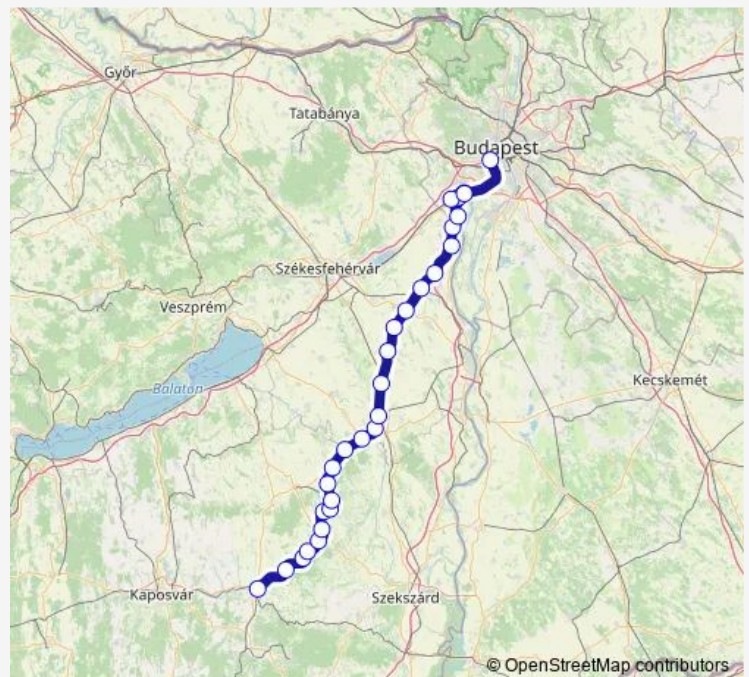 Győr
Tatabánya
Budapest
Székesfehérvár
Veszprém
Balaton
Kecskemét
Kaposvár
Szekszárd
© OpenStreetMap contributors